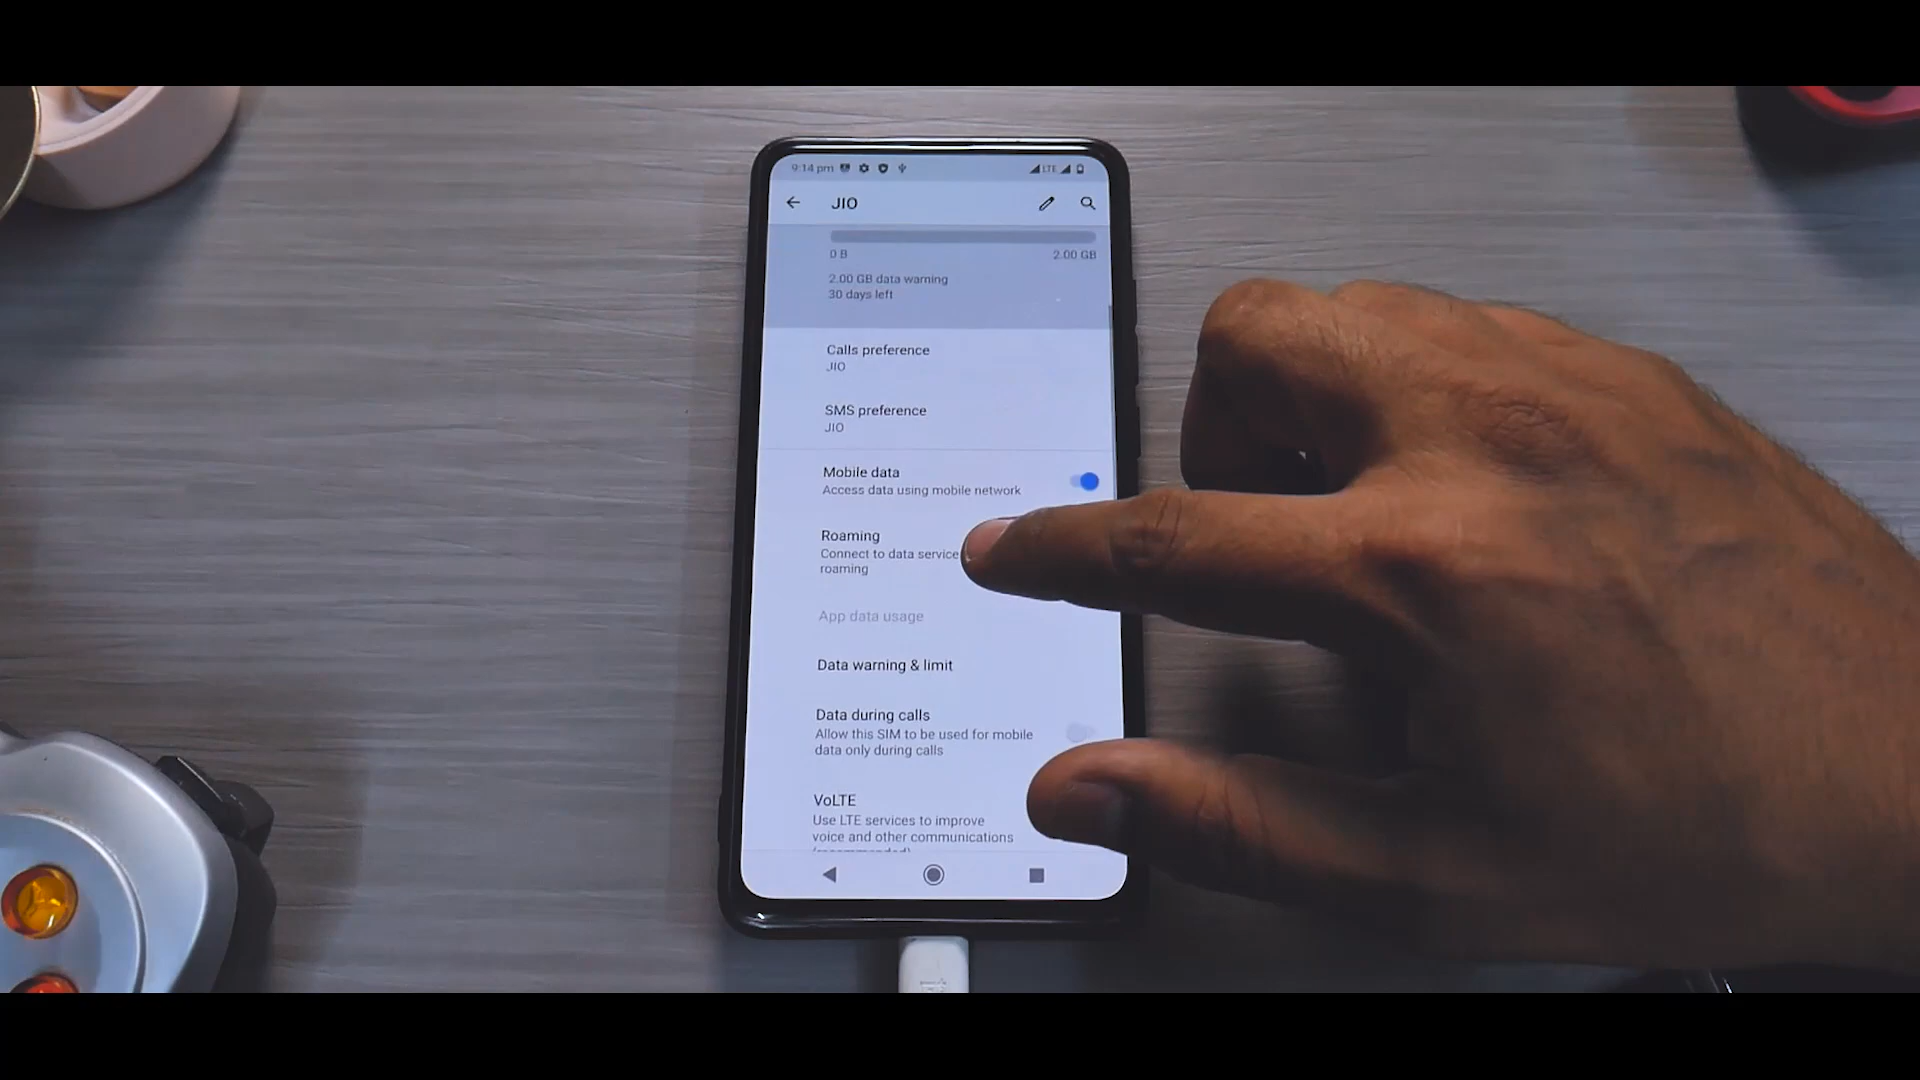 9:14 pm LTE
JIO
0 B 2.00 GB
2.00 GB data warning
30 days left
Calls preference
JIO
SMS preference
JIO
Mobile data
Access data using mobile network
Roaming
Connect to data service
roaming
App data usage
Data warning & limit
Data during calls
Allow this SIM to be used for mobile
data only during calls
VoLTE
Use LTE services to improve
voice and other communications